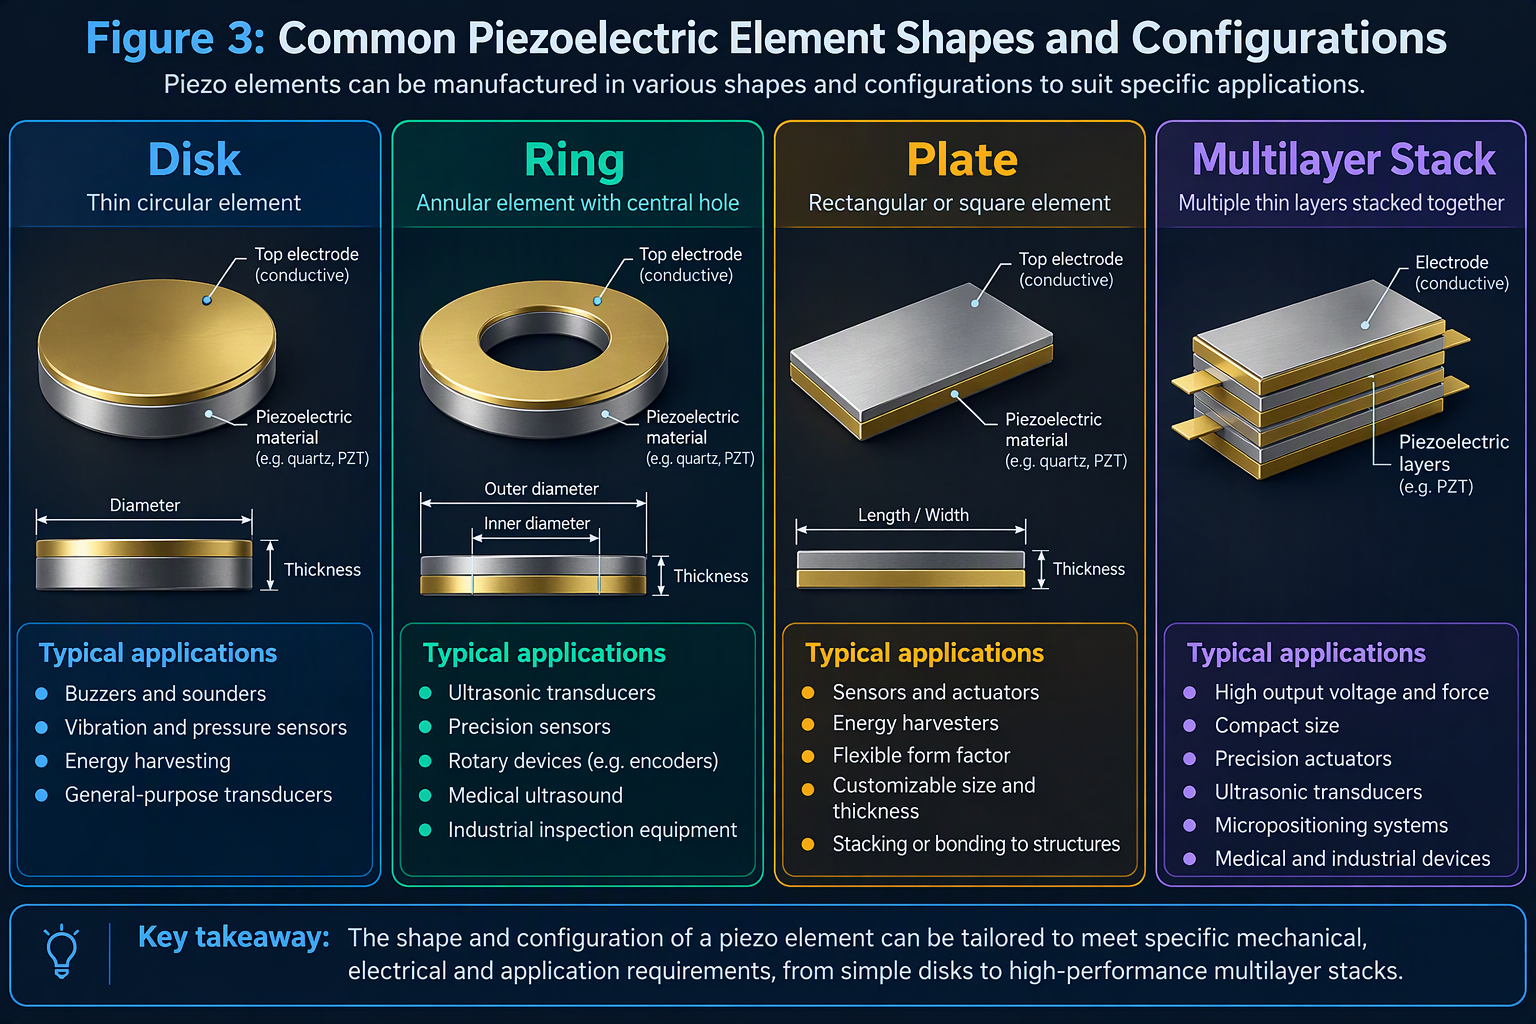 Figure 3: Common Piezoelectric Element Shapes and Configurations
Piezo elements can be manufactured in various shapes and configurations to suit specific applications.
Disk
Thin circular element
Top electrode
(conductive)
Piezoelectric
material
(e.g. quartz, PZT)
Diameter
Thickness
Typical applications
Buzzers and sounders
Vibration and pressure sensors
Energy harvesting
General-purpose transducers
Ring
Annular element with central hole
Top electrode
(conductive)
Piezoelectric
material
(e.g. quartz, PZT)
Outer diameter
Inner diameter
Thickness
Typical applications
Ultrasonic transducers
Precision sensors
Rotary devices (e.g. encoders)
Medical ultrasound
Industrial inspection equipment
Plate
Rectangular or square element
Top electrode
(conductive)
Piezoelectric
material
(e.g. quartz, PZT)
Length / Width
Thickness
Typical applications
Sensors and actuators
Energy harvesters
Flexible form factor
Customizable size and
thickness
Stacking or bonding to structures
Multilayer Stack
Multiple thin layers stacked together
Electrode
(conductive)
Piezoelectric
layers
(e.g. PZT)
Typical applications
High output voltage and force
Compact size
Precision actuators
Ultrasonic transducers
Micropositioning systems
Medical and industrial devices
Key takeaway: The shape and configuration of a piezo element can be tailored to meet specific mechanical,
electrical and application requirements, from simple disks to high-performance multilayer stacks.